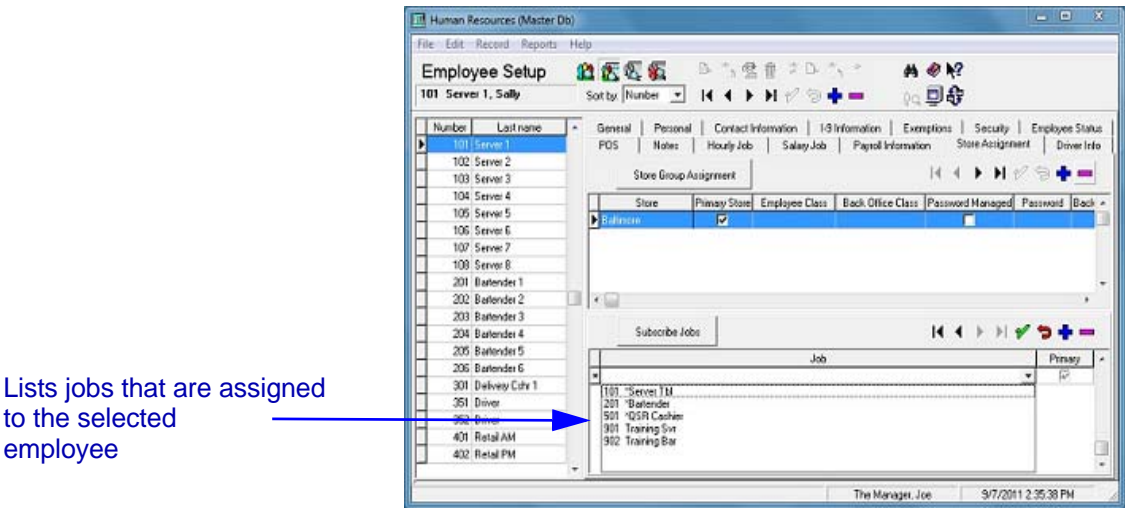 Human Resources (Master Db)
File Edit Record Reports Help
Employee Setup
101 Server 1, Sally
Sort by: Number
Number Last name
101 Server 1
102 Server 2
103 Server 3
104 Server 4
105 Server 5
106 Server 6
107 Server 7
108 Server 8
201 Bartender 1
202 Bartender 2
203 Bartender 3
204 Bartender 4
205 Bartender 5
206 Bartender 6
301 Delivery Cshr 1
351 Driver
352 Driver
401 Retail AM
402 Retail PM
General Personal Contact Information I-9 Information Exemptions Security Employee Status
POS Notes Hourly Job Salary Job Payroll Information Store Assignment Driver Info
Store Group Assignment
Store Primary Store Employee Class Back Office Class Password Managed Password Back
Baltimore
Subscribe Jobs
Job Primary
101 *Server Tbl
201 *Bartender
501 *QSR Cashier
901 Training Svr
902 Training Bar
The Manager, Joe 9/7/2011 2:35:38 PM
Lists jobs that are assigned
to the selected
employee